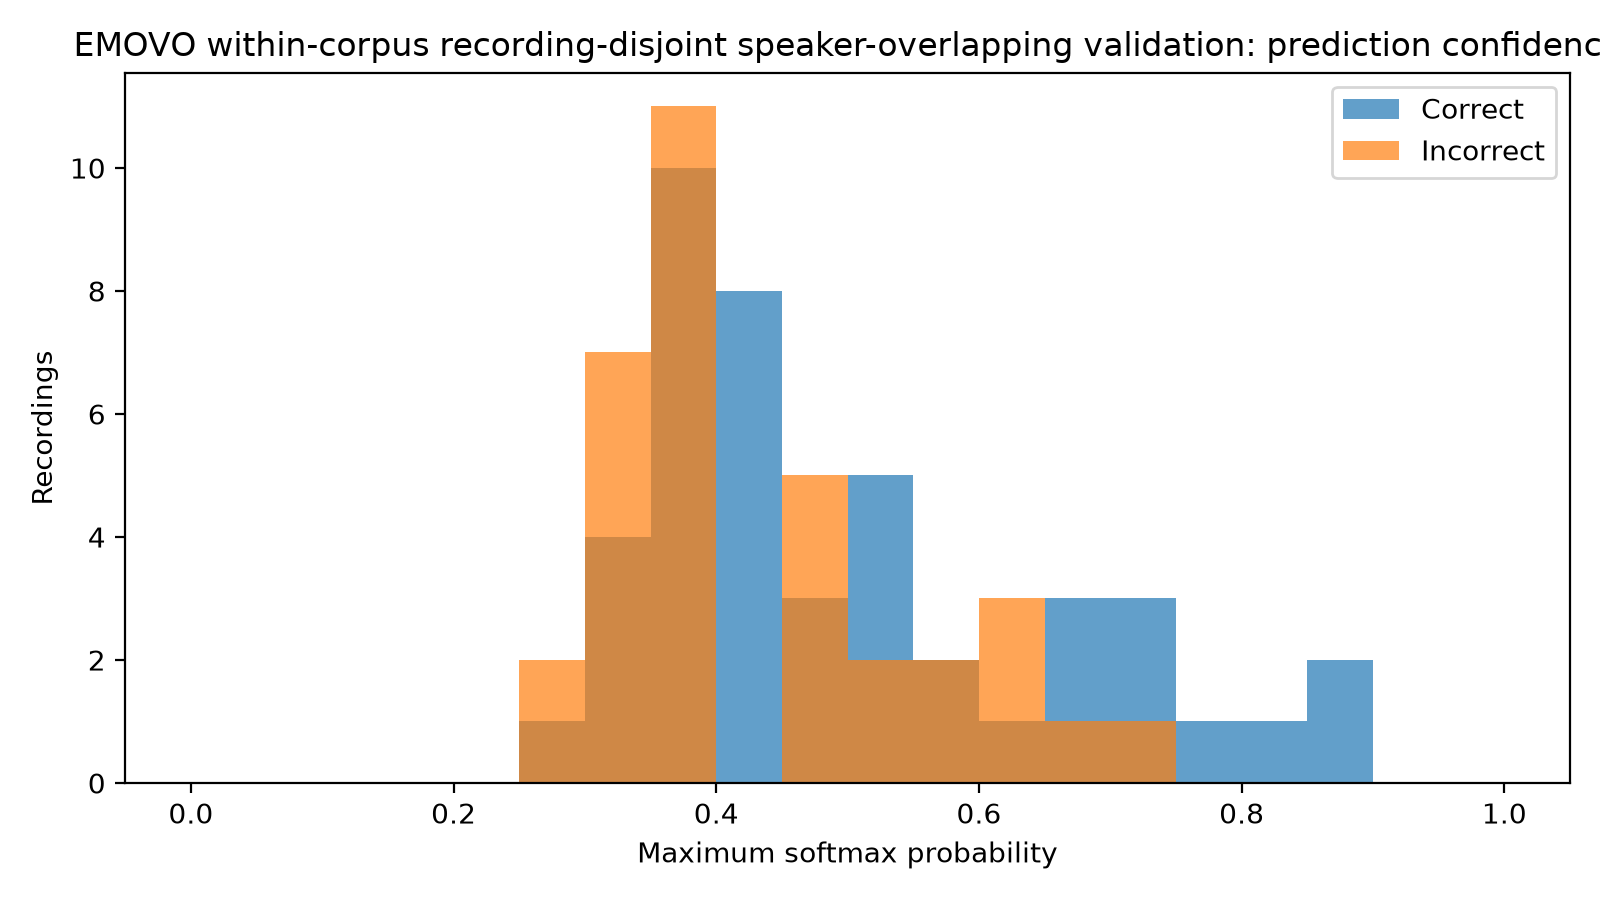 EMOVO within-corpus recording-disjoint speaker-overlapping validation: prediction confidenc
Correct
Incorrect
10
8
6
4
2
0
Recordings
0.0 0.2 0.4 0.6 0.8 1.0
Maximum softmax probability